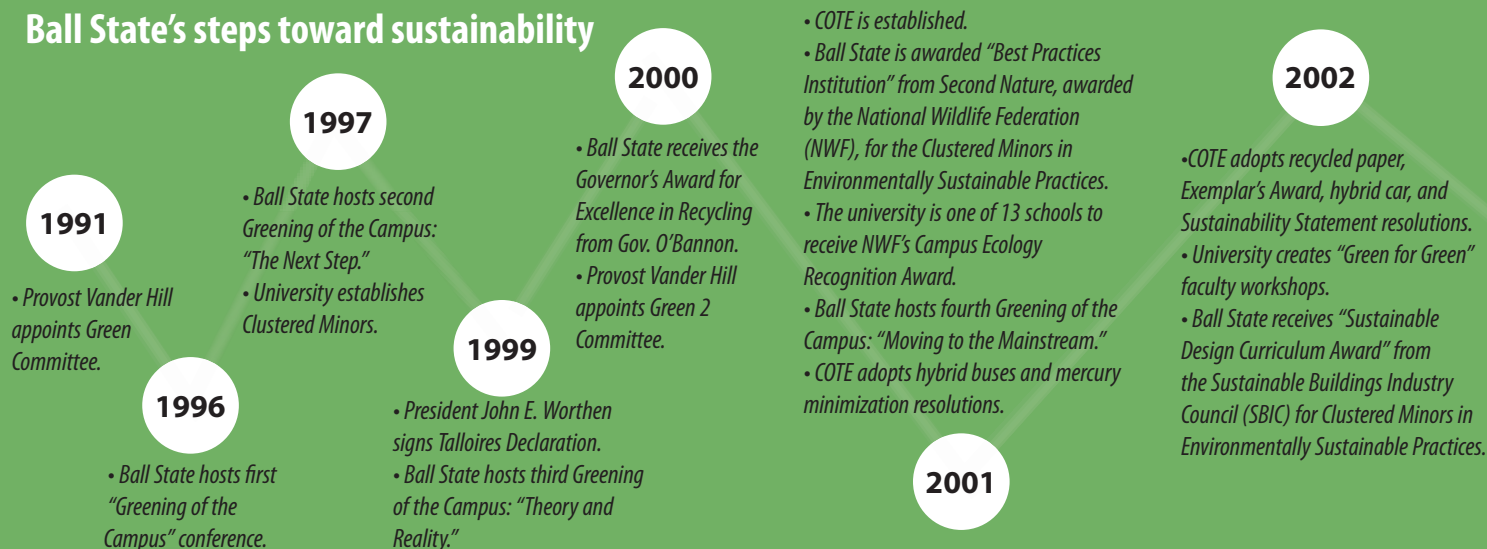 Ball State's steps toward sustainability
1991
• Provost Vander Hill
appoints Green
Committee.
1996
• Ball State hosts first
“Greening of the
Campus” conference.
1997
• Ball State hosts second
Greening of the Campus:
“The Next Step.”
• University establishes
Clustered Minors.
1999
• President John E. Worthen
signs Talloires Declaration.
• Ball State hosts third Greening
of the Campus: “Theory and
Reality.”
2000
• Ball State receives the
Governor's Award for
Excellence in Recycling
from Gov. O'Bannon.
• Provost Vander Hill
appoints Green 2
Committee.
• COTE is established.
• Ball State is awarded “Best Practices
Institution” from Second Nature, awarded
by the National Wildlife Federation
(NWF), for the Clustered Minors in
Environmentally Sustainable Practices.
• The university is one of 13 schools to
receive NWF's Campus Ecology
Recognition Award.
• Ball State hosts fourth Greening of the
Campus: “Moving to the Mainstream.”
• COTE adopts hybrid buses and mercury
minimization resolutions.
2001
2002
•COTE adopts recycled paper,
Exemplar's Award, hybrid car, and
Sustainability Statement resolutions.
• University creates “Green for Green”
faculty workshops.
• Ball State receives “Sustainable
Design Curriculum Award” from
the Sustainable Buildings Industry
Council (SBIC) for Clustered Minors in
Environmentally Sustainable Practices.